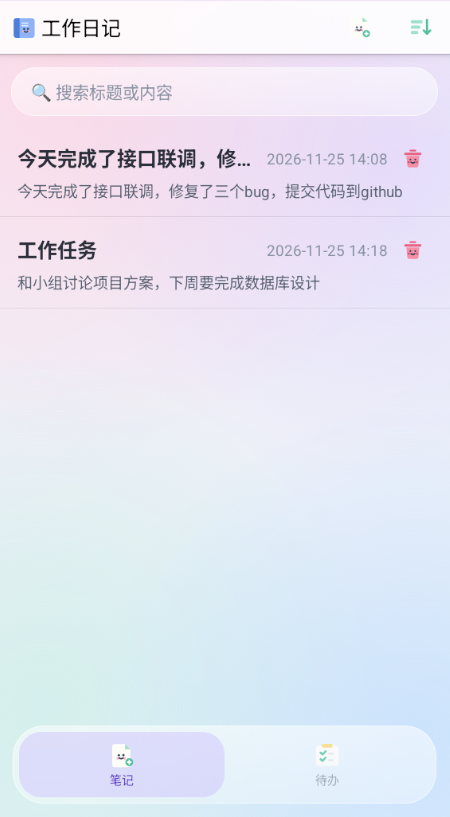 工作日记
搜索标题或内容
今天完成了接口联调，修... 2026-11-25 14:08
今天完成了接口联调，修复了三个bug，提交代码到github
工作任务 2026-11-25 14:18
和小组讨论项目方案，下周要完成数据库设计
笔记 待办